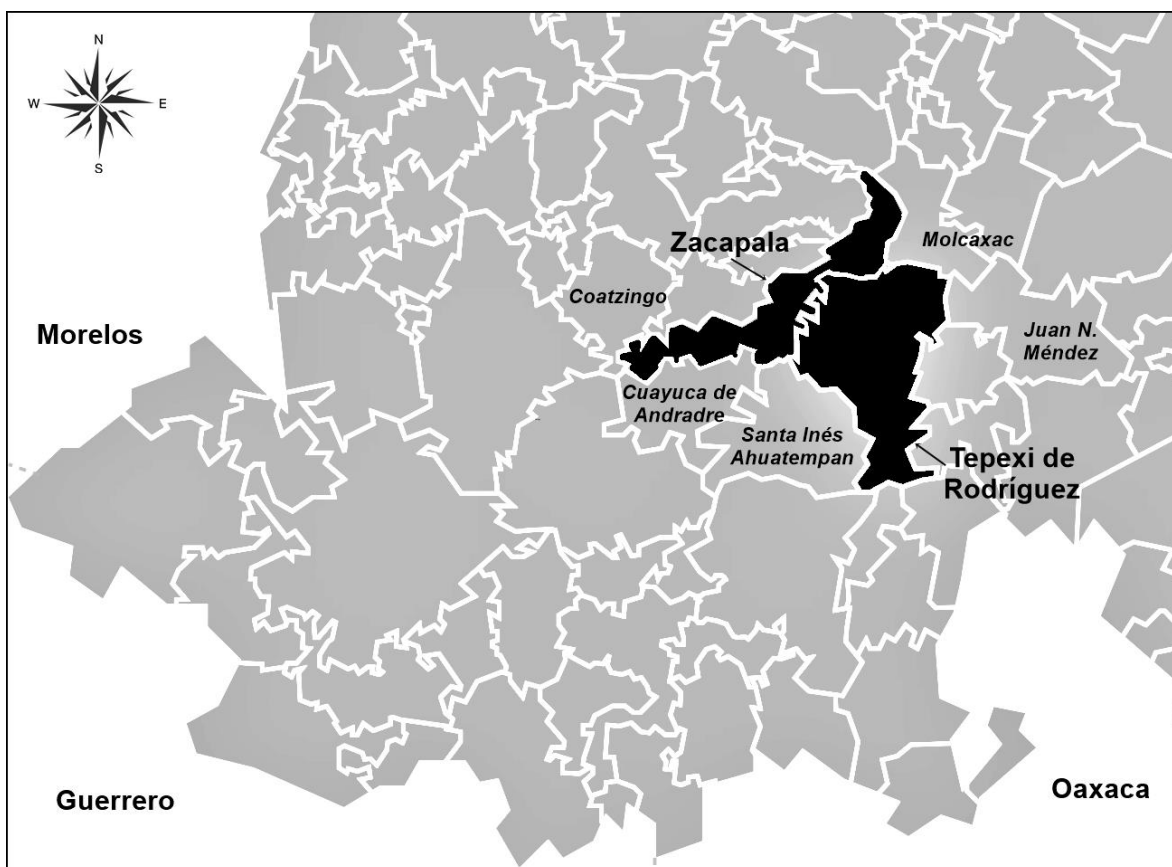 N
W E
S
Molcaxac
Zacapala
Coatzingo
Morelos
Juan N.
Méndez
Cuayuca de
Andradre
Santa Inés
Ahuatempan
Tepexi de
Rodríguez
Guerrero
Oaxaca